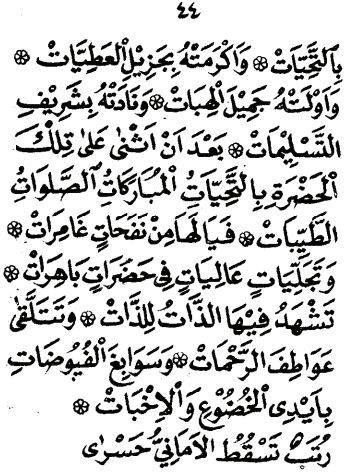 ٤٤
بِالتَّحِيَّاتْ ۞ وَاَكْرَمَتْهُ بِجَزِيْلِ الْعَطِيَّاتْ ۞
وَاَوْلَتْهُ جَمِيْلَ الْهِبَاتْ ۞ وَنَادَتْهُ بِشَرِيْفِ
التَّسْلِيْمَاتْ ۞ بَعْدَ اَنْ اَثْنٰى عَلٰى تِلْكَ
الْحَضْرَةِ بِالتَّحِيَّاتُ الْمُبَارَكَاتُ الصَّلَوَاتُ
الطَّيِّبَاتْ ۞ فَيَالَهَا مِنْ نَفَحَاتٍ غَامِرَاتْ ۞
وَتَجَلِّيَاتٍ عَالِيَاتٍ فِى حَضَرَاتٍ بَاهِرَاتْ ۞
تَشْهَدُ فِيْهَا الذَّاتُ لِلذَّاتْ ۞ وَتَتَلَقّٰى
عَوَاطِفَ الرَّحَمَاتْ ۞ وَسَوَابِغَ الْفُيُوْضَاتِ
بِاَيْدِى الْخُضُوْعِ وَالْاِخْبَاتْ ۞
رُتَبٌ تَسْقُطُ الْاَمَانِيُّ حَسْرٰى